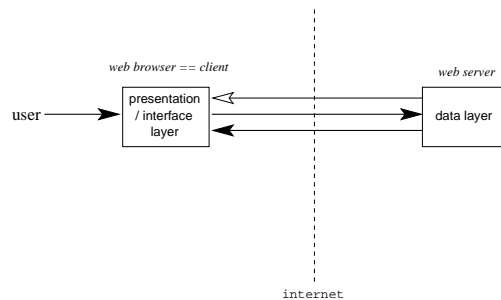 web browser == client
web server
user
presentation
/ interface
layer
data layer
internet